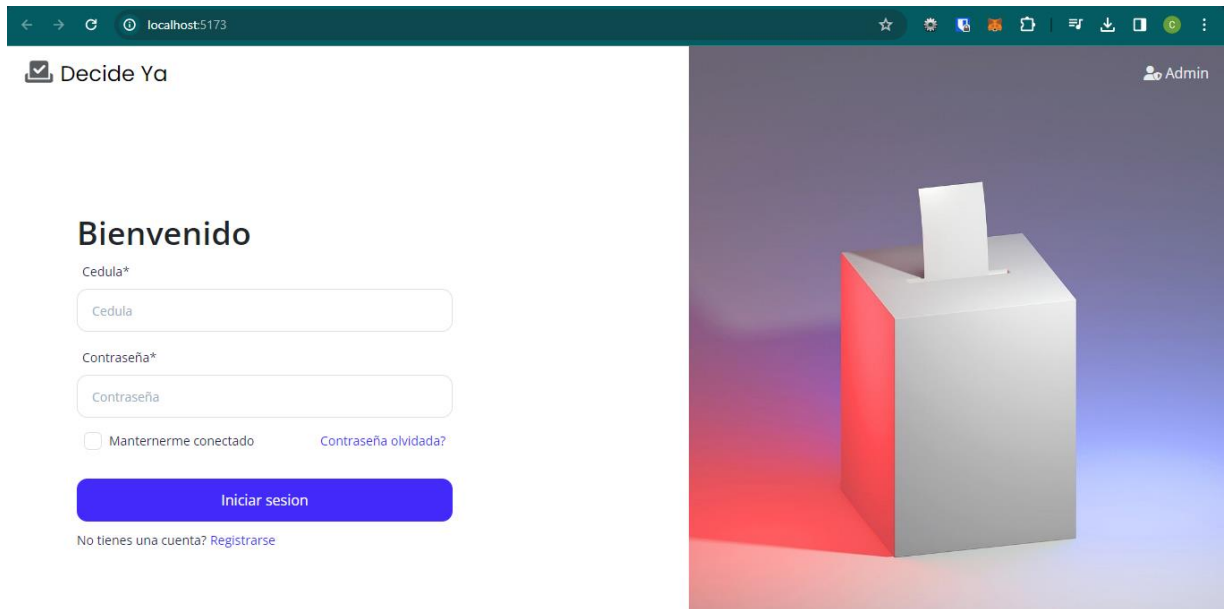 localhost:5173
C
Decide Ya
Admin
Bienvenido
Cedula*
Cedula
Contraseña*
Contraseña
Manternerme conectado
Contraseña olvidada?
Iniciar sesion
No tienes una cuenta? Registrarse